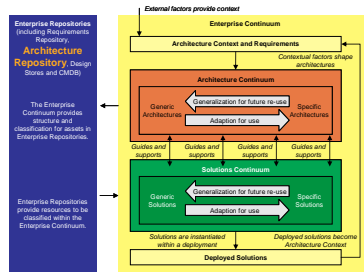 External factors provide context
Enterprise Repositories
(including Requirements
Repository,
Architecture
Repository, Design
Stores and CMDB)
The Enterprise
Continuum provides
structure and
classification for assets in
Enterprise Repositories.
Enterprise Repositories
provide resources to be
classified within the
Enterprise Continuum.
Enterprise Continuum
Architecture Context and Requirements
Contextual factors shape
architectures
Architecture Continuum
Generic
Architectures
Generalization for future re-use
Adaption for use
Specific
Architectures
Guides and
supports
Guides and
supports
Guides and
supports
Guides and
supports
Solutions Continuum
Generic
Solutions
Generalization for future re-use
Adaption for use
Specific
Solutions
Solutions are instantiated
within a deployment
Deployed solutions become
Architecture Context
Deployed Solutions